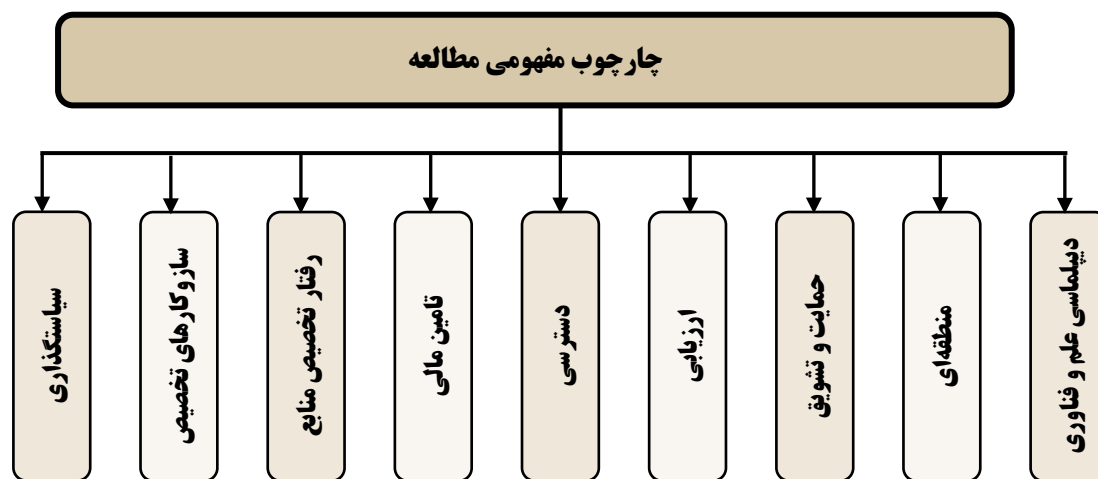 چارچوب مفهومی مطالعه
دیپلماسی علم و فناوری
منطقه‌ای
حمایت و تشویق
ارزیابی
دسترسی
تامین مالی
رفتار تخصیص منابع
سازوکارهای تخصیص
سیاستگذاری